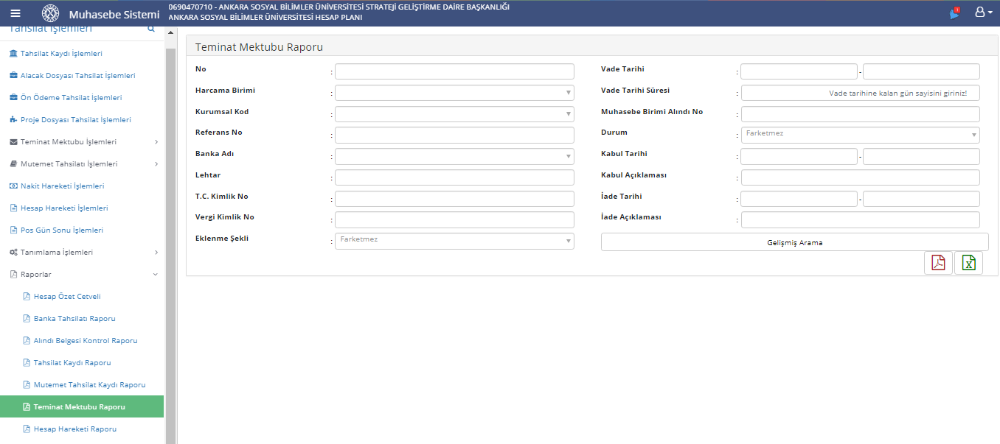 Muhasebe Sistemi
0690470710 - ANKARA SOSYAL BİLİMLER ÜNİVERSİTESİ STRATEJİ GELİŞTİRME DAİRE BAŞKANLIĞI
ANKARA SOSYAL BİLİMLER ÜNİVERSİTESİ HESAP PLANI
1
Tahsilat İşlemleri
Tahsilat Kaydı İşlemleri
Alacak Dosyası Tahsilat İşlemleri
Ön Ödeme Tahsilat İşlemleri
Proje Dosyası Tahsilat İşlemleri
Teminat Mektubu İşlemleri
Mutemet Tahsilatı İşlemleri
Nakit Hareketi İşlemleri
Hesap Hareketi İşlemleri
Pos Gün Sonu İşlemleri
Tanımlama İşlemleri
Raporlar
Hesap Özet Cetveli
Banka Tahsilatı Raporu
Alındı Belgesi Kontrol Raporu
Tahsilat Kaydı Raporu
Mutemet Tahsilat Kaydı Raporu
Teminat Mektubu Raporu
Hesap Hareketi Raporu
Teminat Mektubu Raporu
No :
Harcama Birimi :
Kurumsal Kod :
Referans No :
Banka Adı :
Lehtar :
T.C. Kimlik No :
Vergi Kimlik No :
Eklenme Şekli : Farketmez
Vade Tarihi : -
Vade Tarihi Süresi : Vade tarihine kalan gün sayisini giriniz!
Muhasebe Birimi Alındı No :
Durum : Farketmez
Kabul Tarihi : -
Kabul Açıklaması :
İade Tarihi : -
İade Açıklaması :
Gelişmiş Arama